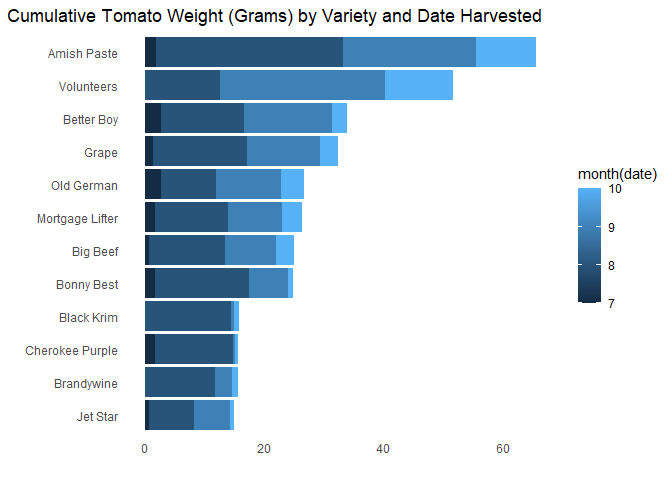 Cumulative Tomato Weight (Grams) by Variety and Date Harvested
Amish Paste
Volunteers
Better Boy
Grape
Old German
Mortgage Lifter
Big Beef
Bonny Best
Black Krim
Cherokee Purple
Brandywine
Jet Star
0 20 40 60
month(date)
10
9
8
7